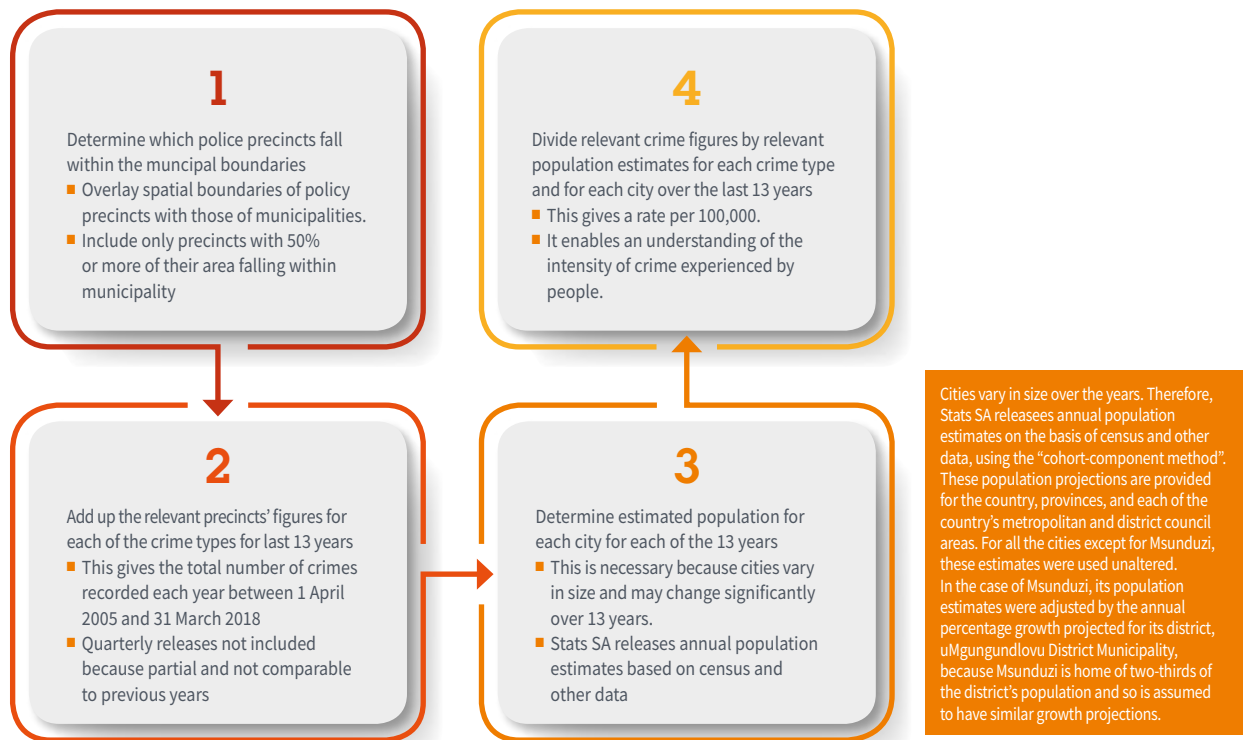 1
Determine which police precincts fall
within the muncipal boundaries
■ Overlay spatial boundaries of policy
precincts with those of municipalities.
■ Include only precincts with 50%
or more of their area falling within
municipality
2
Add up the relevant precincts' figures for
each of the crime types for last 13 years
■ This gives the total number of crimes
recorded each year between 1 April
2005 and 31 March 2018
■ Quarterly releases not included
because partial and not comparable
to previous years
3
Determine estimated population for
each city for each of the 13 years
■ This is necessary because cities vary
in size and may change significantly
over 13 years.
■ Stats SA releases annual population
estimates based on census and
other data
4
Divide relevant crime figures by relevant
population estimates for each crime type
and for each city over the last 13 years
■ This gives a rate per 100,000.
■ It enables an understanding of the
intensity of crime experienced by
people.
Cities vary in size over the years. Therefore,
Stats SA releasees annual population
estimates on the basis of census and other
data, using the “cohort-component method”.
These population projections are provided
for the country, provinces, and each of the
country's metropolitan and district council
areas. For all the cities except for Msunduzi,
these estimates were used unaltered.
In the case of Msunduzi, its population
estimates were adjusted by the annual
percentage growth projected for its district,
uMgungundlovu District Municipality,
because Msunduzi is home of two-thirds of
the district's population and so is assumed
to have similar growth projections.